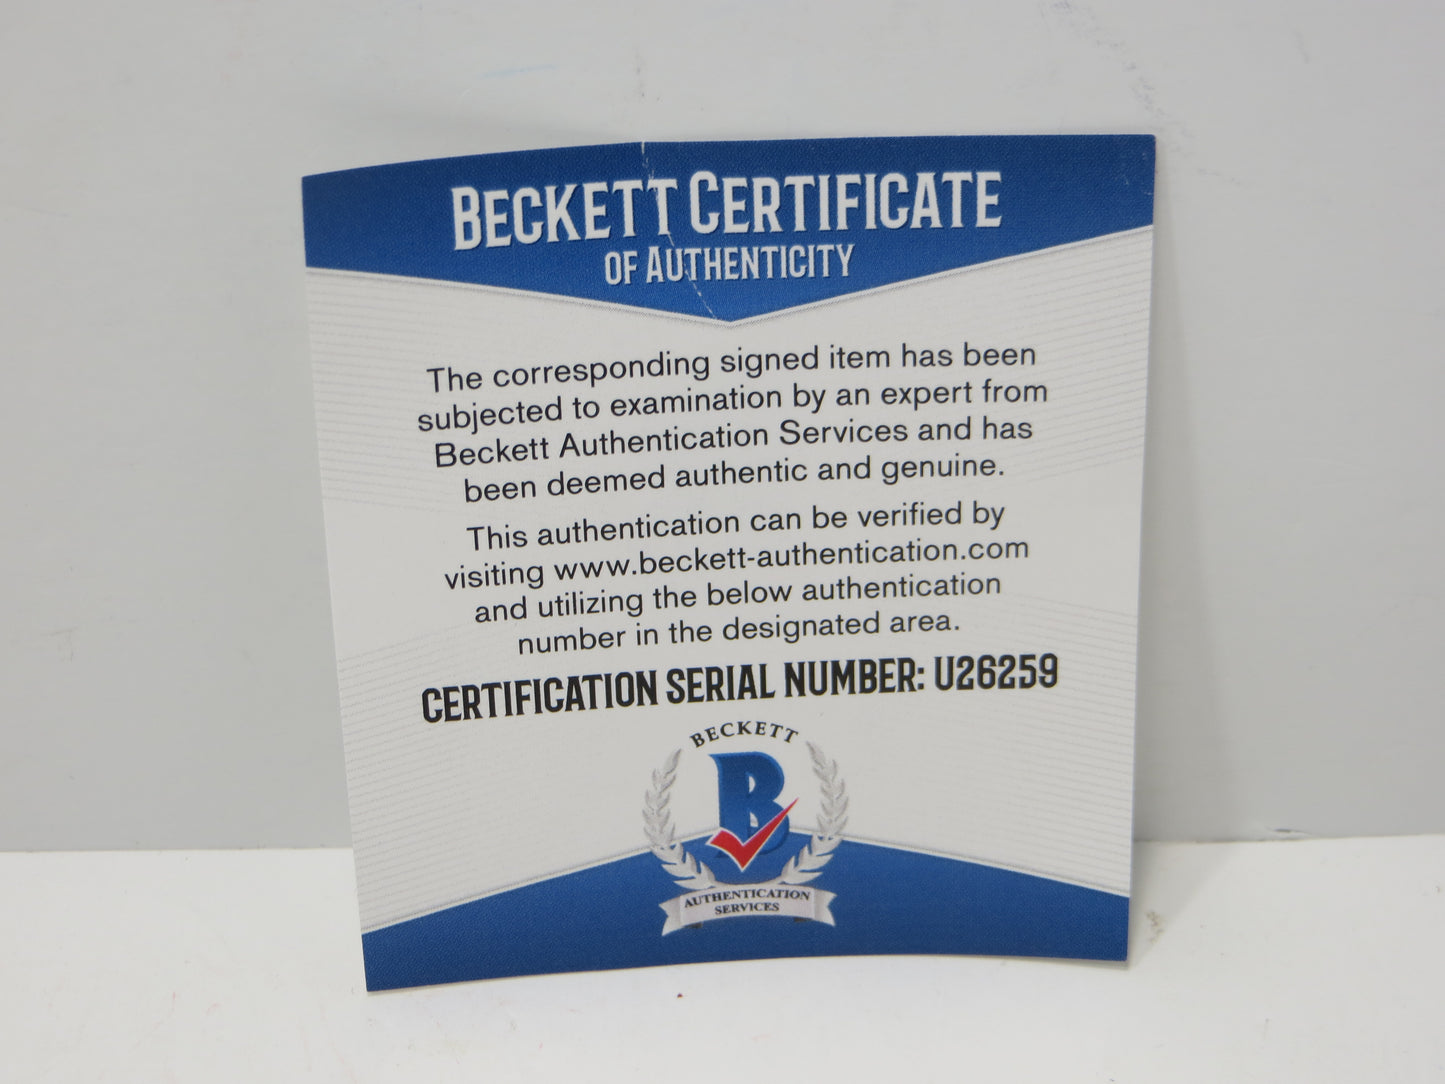 BECKETT CERTIFICATE
OF AUTHENTICITY
The corresponding signed item has been
subjected to examination by an expert from
Beckett Authentication Services and has
been deemed authentic and genuine.
This authentication can be verified by
visiting www.beckett-authentication.com
and utilizing the below authentication
number in the designated area.
CERTIFICATION SERIAL NUMBER: U26259
BECKETT
B
AUTHENTICATION
SERVICES